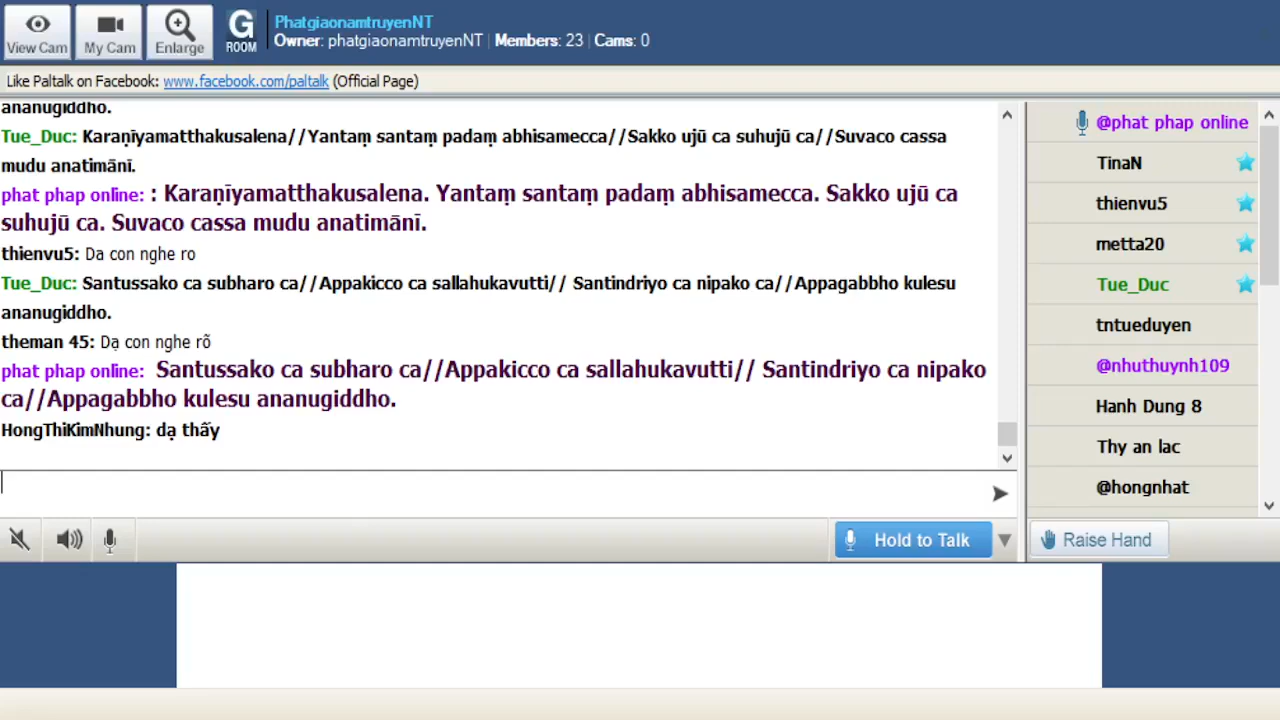 View Cam
My Cam
Enlarge
G
ROOM
PhatgiaonamtruyenNT
Owner: phatgiaonamtruyenNT | Members: 23 | Cams: 0
Like Paltalk on Facebook: www.facebook.com/paltalk (Official Page)
ananugiddho.
Tue_Duc: Karaṇīyamatthakusalena//Yantaṃ santaṃ padaṃ abhisamecca//Sakko ujū ca suhujū ca//Suvaco cassa
mudu anatimānī.
phat phap online: : Karaṇīyamatthakusalena. Yantaṃ santaṃ padaṃ abhisamecca. Sakko ujū ca
suhujū ca. Suvaco cassa mudu anatimānī.
thienvu5: Da con nghe ro
Tue_Duc: Santussako ca subharo ca//Appakicco ca sallahukavutti// Santindriyo ca nipako ca//Appagabbho kulesu
ananugiddho.
theman 45: Dạ con nghe rõ
phat phap online: Santussako ca subharo ca//Appakicco ca sallahukavutti// Santindriyo ca nipako
ca//Appagabbho kulesu ananugiddho.
HongThiKimNhung: dạ thấy
@phat phap online
TinaN
thienvu5
metta20
Tue_Duc
tntueduyen
@nhuthuynh109
Hanh Dung 8
Thy an lac
@hongnhat
Hold to Talk
Raise Hand